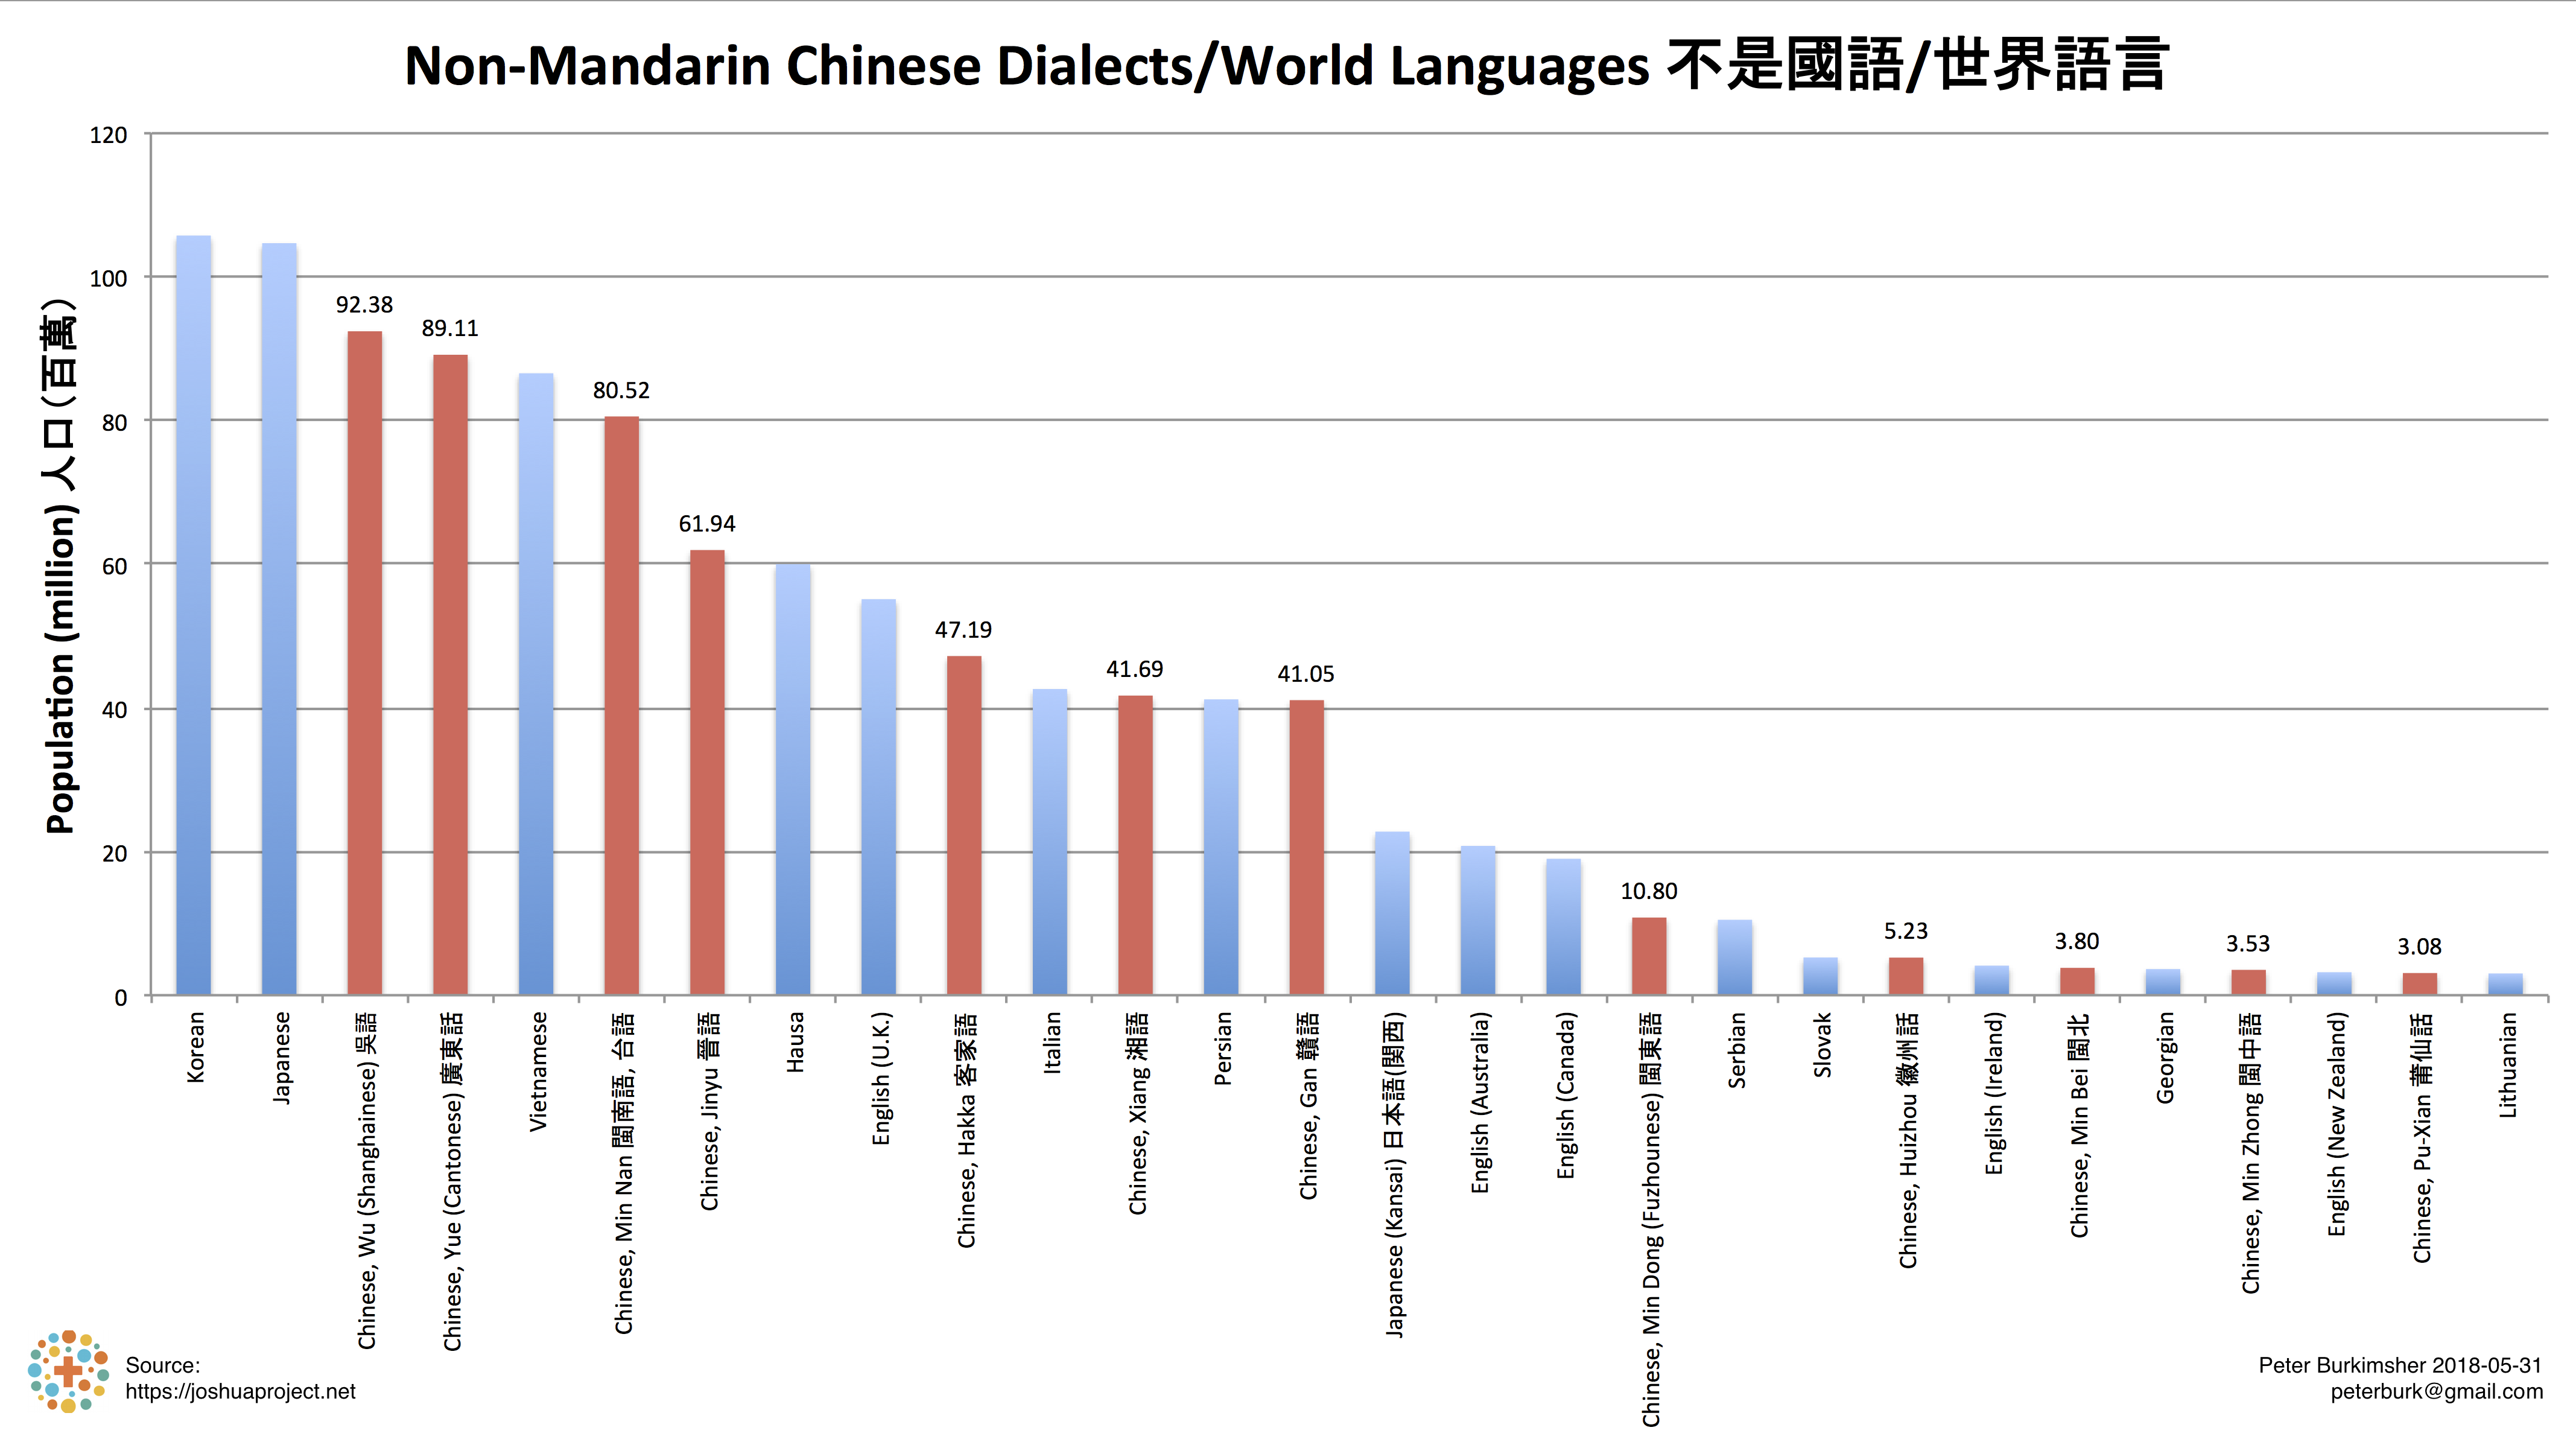 Non-Mandarin Chinese Dialects/World Languages 不是國語/世界語言
Population (million) 人口(百萬)
120
100
80
60
40
20
0
92.38
89.11
80.52
61.94
47.19
41.69
41.05
10.80
5.23
3.80
3.53
3.08
Korean
Japanese
Chinese, Wu (Shanghainese) 吳語
Chinese, Yue (Cantonese) 廣東話
Vietnamese
Chinese, Min Nan 閩南語, 台語
Chinese, Jinyu 晉語
Hausa
English (U.K.)
Chinese, Hakka 客家語
Italian
Chinese, Xiang 湘語
Persian
Chinese, Gan 贛語
Japanese (Kansai) 日本語(関西)
English (Australia)
English (Canada)
Chinese, Min Dong (Fuzhounese) 閩東語
Serbian
Slovak
Chinese, Huizhou 徽州話
English (Ireland)
Chinese, Min Bei 閩北
Georgian
Chinese, Min Zhong 閩中語
English (New Zealand)
Chinese, Pu-Xian 莆仙話
Lithuanian
Source:
https://joshuaproject.net
Peter Burkimsher 2018-05-31
peterburk@gmail.com